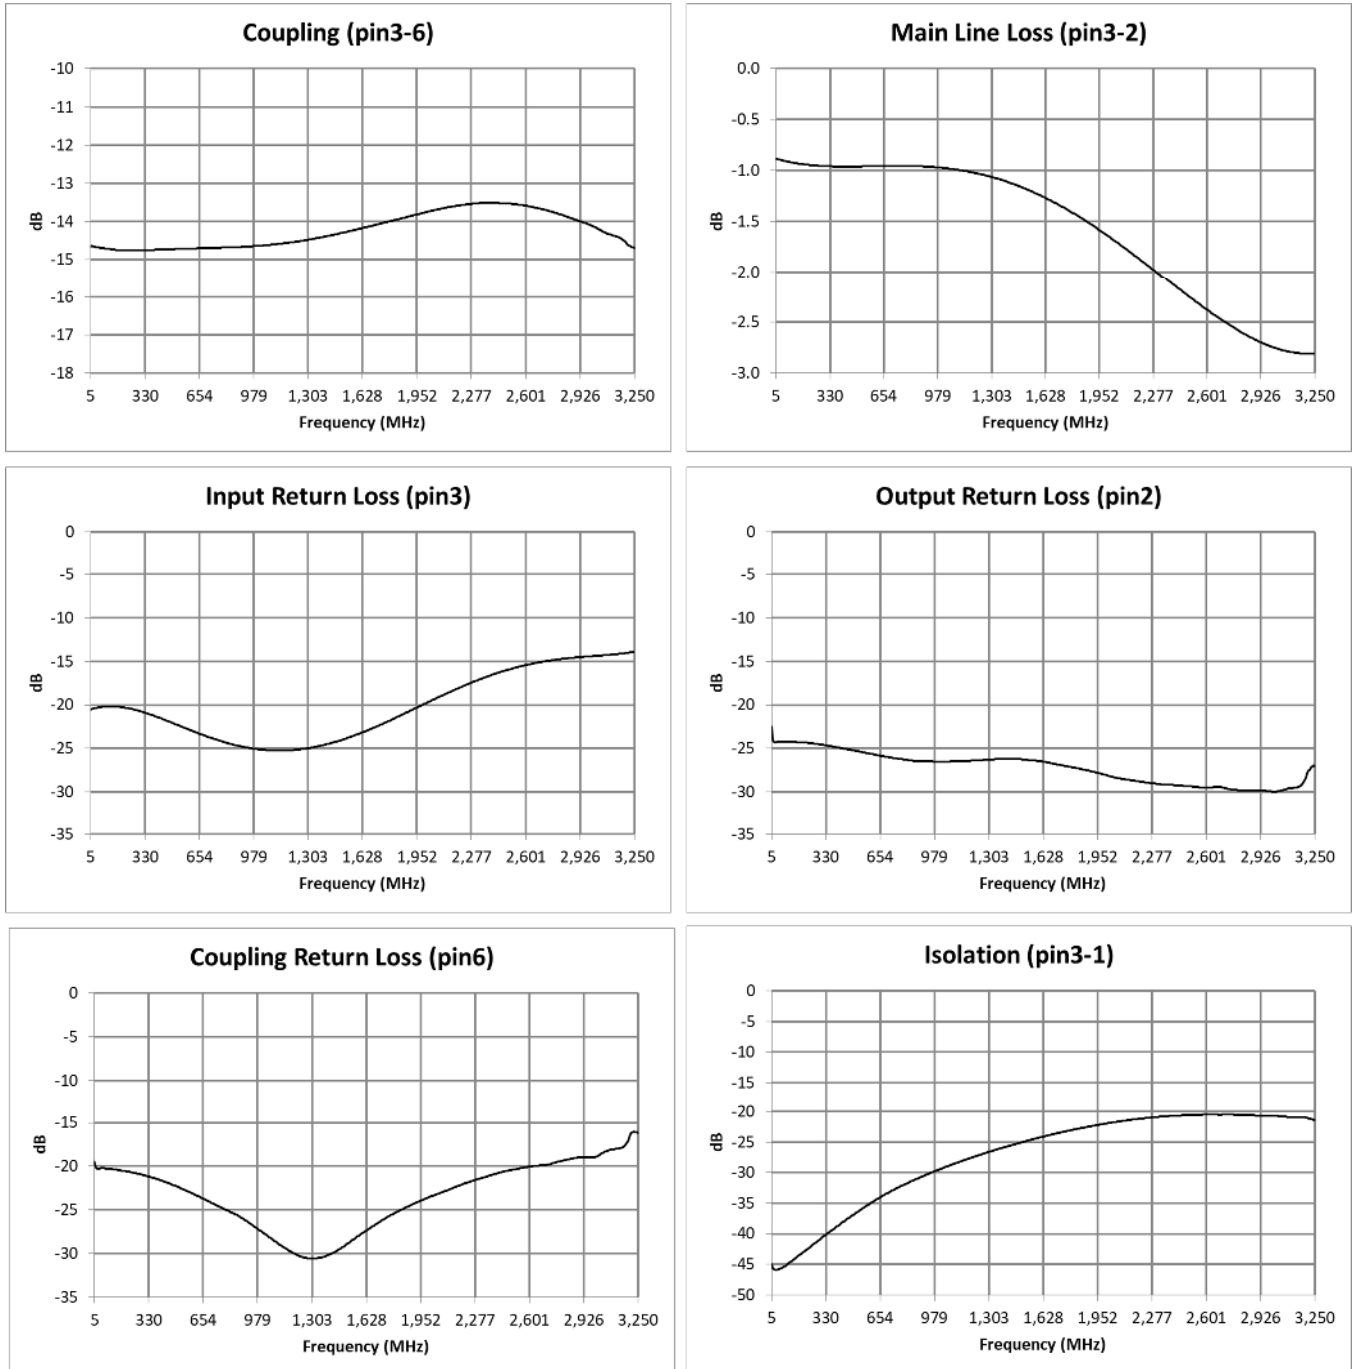 Coupling (pin3-6)
-10
-11
-12
-13
-14
-15
-16
-17
-18
dB
5 330 654 979 1,303 1,628 1,952 2,277 2,601 2,926 3,250
Frequency (MHz)
Main Line Loss (pin3-2)
0.0
-0.5
-1.0
-1.5
-2.0
-2.5
-3.0
dB
5 330 654 979 1,303 1,628 1,952 2,277 2,601 2,926 3,250
Frequency (MHz)
Input Return Loss (pin3)
0
-5
-10
-15
-20
-25
-30
-35
dB
5 330 654 979 1,303 1,628 1,952 2,277 2,601 2,926 3,250
Frequency (MHz)
Output Return Loss (pin2)
0
-5
-10
-15
-20
-25
-30
-35
dB
5 330 654 979 1,303 1,628 1,952 2,277 2,601 2,926 3,250
Frequency (MHz)
Coupling Return Loss (pin6)
0
-5
-10
-15
-20
-25
-30
-35
dB
5 330 654 979 1,303 1,628 1,952 2,277 2,601 2,926 3,250
Frequency (MHz)
Isolation (pin3-1)
0
-5
-10
-15
-20
-25
-30
-35
-40
-45
-50
dB
5 330 654 979 1,303 1,628 1,952 2,277 2,601 2,926 3,250
Frequency (MHz)